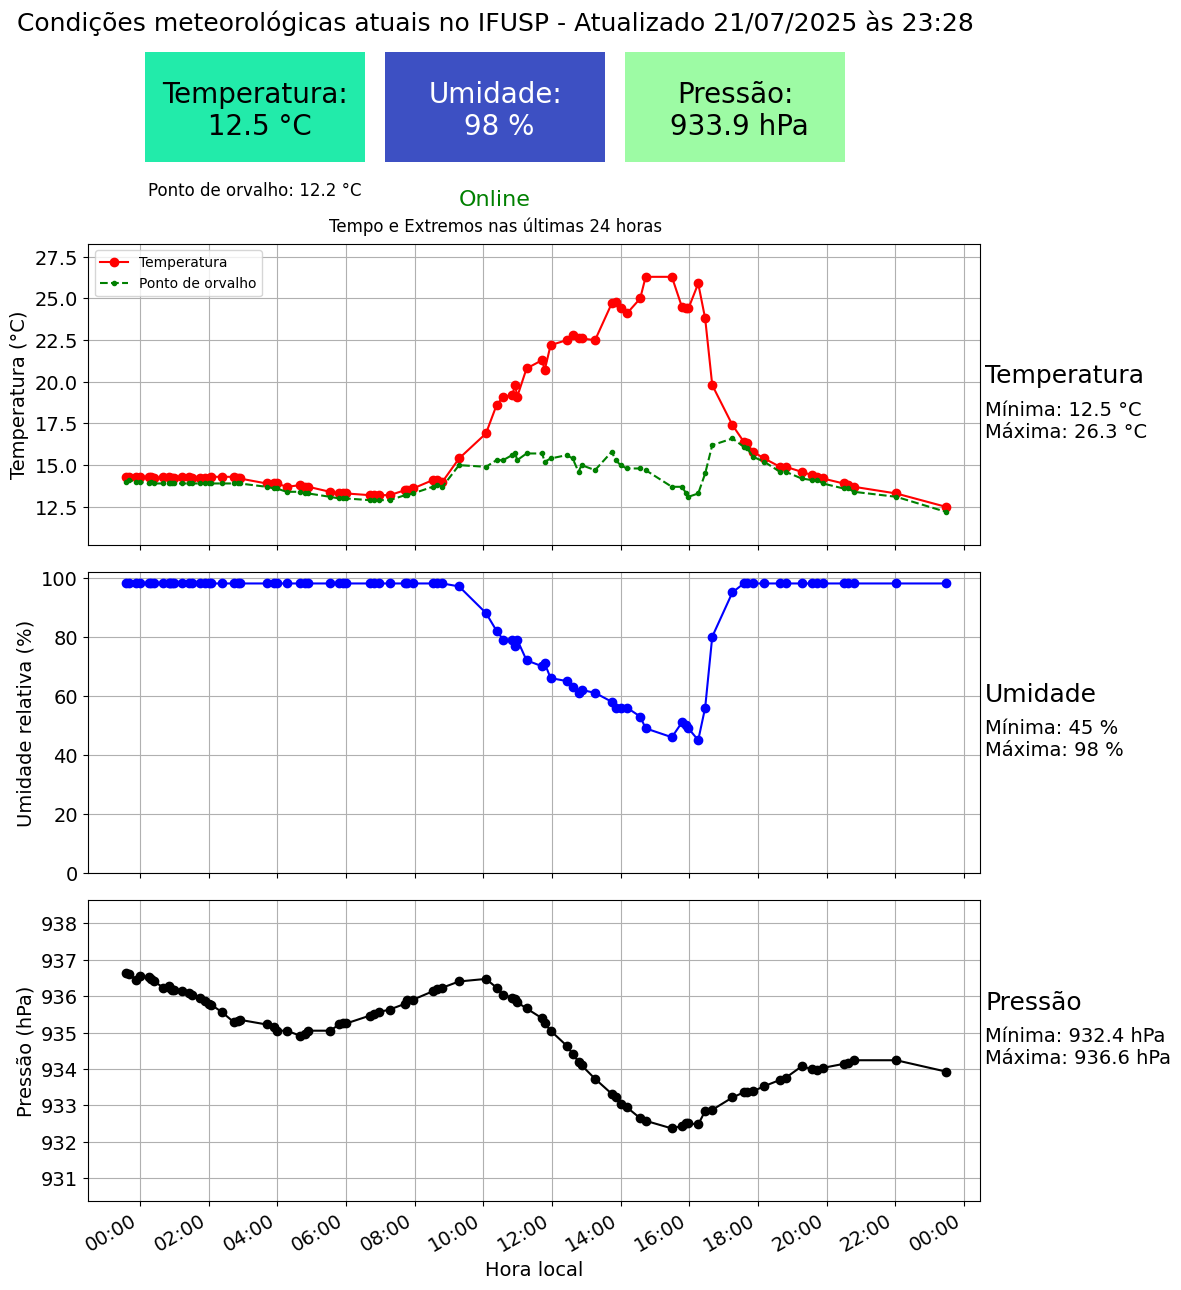 Condições meteorológicas atuais no IFUSP - Atualizado 21/07/2025 às 23:28
Temperatura:
12.5 °C
Umidade:
98 %
Pressão:
933.9 hPa
Ponto de orvalho: 12.2 °C
Online
Tempo e Extremos nas últimas 24 horas
Temperatura
Ponto de orvalho
Temperatura (°C)
27.5
25.0
22.5
20.0
17.5
15.0
12.5
Temperatura
Mínima: 12.5 °C
Máxima: 26.3 °C
Umidade relativa (%)
100
80
60
40
20
0
Umidade
Mínima: 45 %
Máxima: 98 %
Pressão (hPa)
938
937
936
935
934
933
932
931
Pressão
Mínima: 932.4 hPa
Máxima: 936.6 hPa
00:00 02:00 04:00 06:00 08:00 10:00 12:00 14:00 16:00 18:00 20:00 22:00 00:00
Hora local